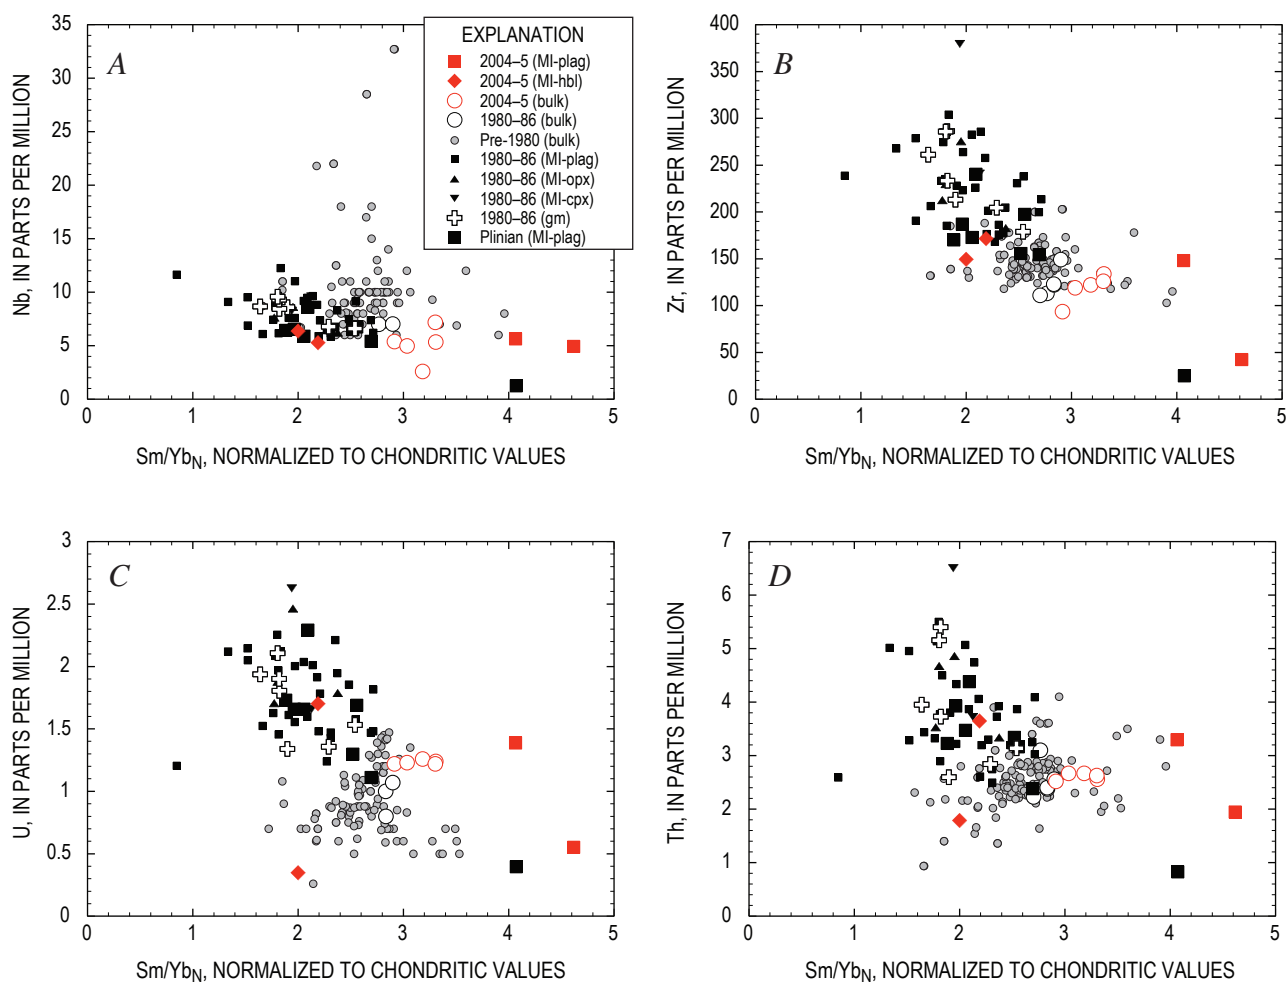 A
Nb, IN PARTS PER MILLION
35
30
25
20
15
10
5
0
0 1 2 3 4 5
Sm/YbN, NORMALIZED TO CHONDRITIC VALUES
EXPLANATION
2004–5 (MI-plag)
2004–5 (MI-hbl)
2004–5 (bulk)
1980–86 (bulk)
Pre-1980 (bulk)
1980–86 (MI-plag)
1980–86 (MI-opx)
1980–86 (MI-cpx)
1980–86 (gm)
Plinian (MI-plag)
B
Zr, IN PARTS PER MILLION
400
350
300
250
200
150
100
50
0
0 1 2 3 4 5
Sm/YbN, NORMALIZED TO CHONDRITIC VALUES
C
U, IN PARTS PER MILLION
3
2.5
2
1.5
1
0.5
0
0 1 2 3 4 5
Sm/YbN, NORMALIZED TO CHONDRITIC VALUES
D
Th, IN PARTS PER MILLION
7
6
5
4
3
2
1
0
0 1 2 3 4 5
Sm/YbN, NORMALIZED TO CHONDRITIC VALUES